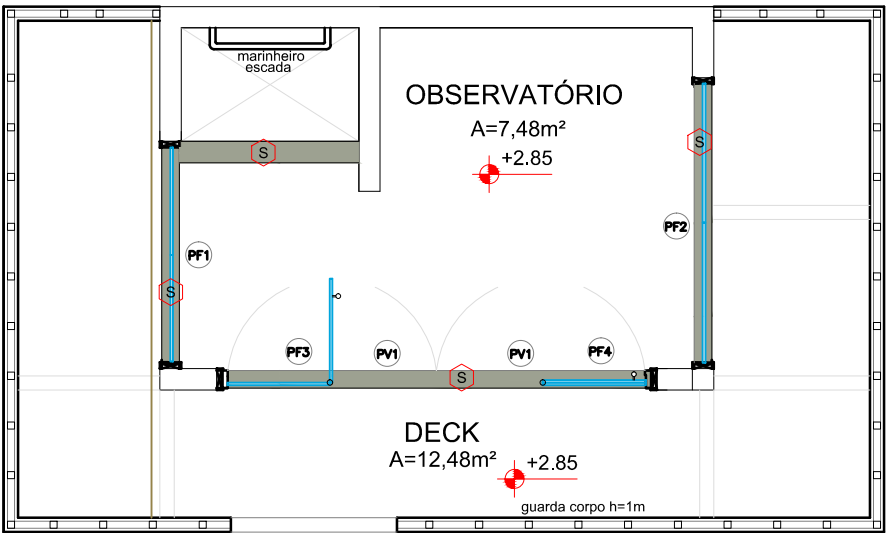 marinheiro
escada
OBSERVATÓRIO
A=7,48m²
+2.85
S
S
PF2
PF1
S
PF3
PV1
PV1
PF4
S
DECK
A=12,48m²
+2.85
guarda corpo h=1m